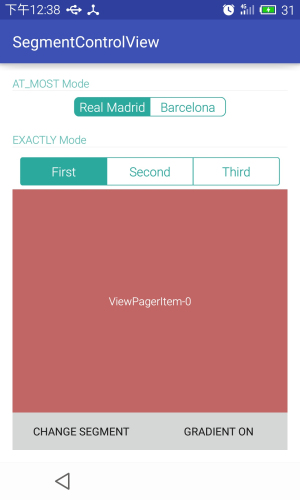 下午12:38 4G 31
SegmentControlView
AT_MOST Mode
Real Madrid Barcelona
EXACTLY Mode
First Second Third
ViewPagerItem-0
CHANGE SEGMENT GRADIENT ON